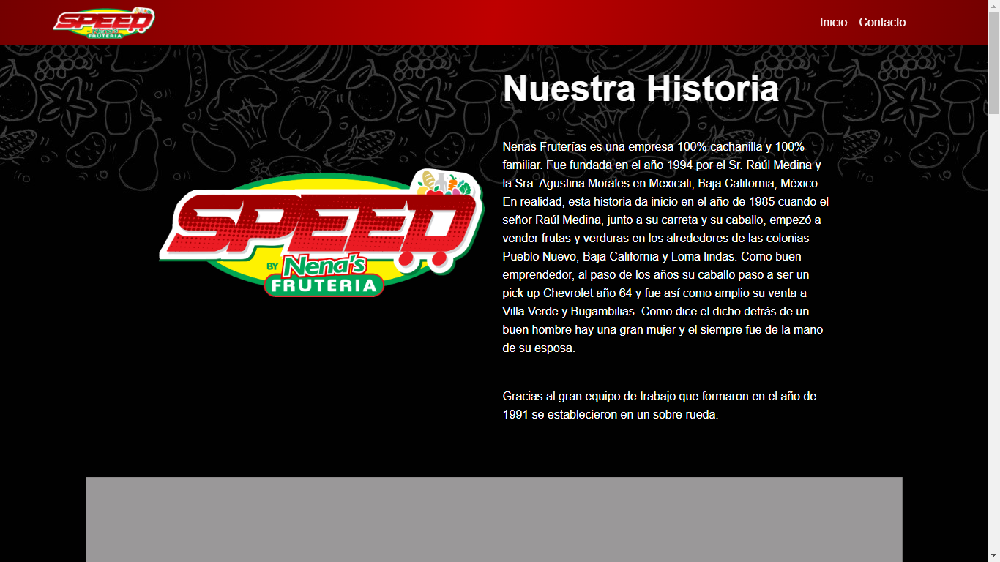 SPEED
BY Nena's
FRUTERIA
Inicio Contacto
Nuestra Historia
Nenas Fruterías es una empresa 100% cachanilla y 100%
familiar. Fue fundada en el año 1994 por el Sr. Raúl Medina y
la Sra. Agustina Morales en Mexicali, Baja California, México.
En realidad, esta historia da inicio en el año de 1985 cuando el
señor Raúl Medina, junto a su carreta y su caballo, empezó a
vender frutas y verduras en los alrededores de las colonias
Pueblo Nuevo, Baja California y Loma lindas. Como buen
emprendedor, al paso de los años su caballo paso a ser un
pick up Chevrolet año 64 y fue así como amplio su venta a
Villa Verde y Bugambilias. Como dice el dicho detrás de un
buen hombre hay una gran mujer y el siempre fue de la mano
de su esposa.
SPEED
BY Nena's
FRUTERIA
Gracias al gran equipo de trabajo que formaron en el año de
1991 se establecieron en un sobre rueda.